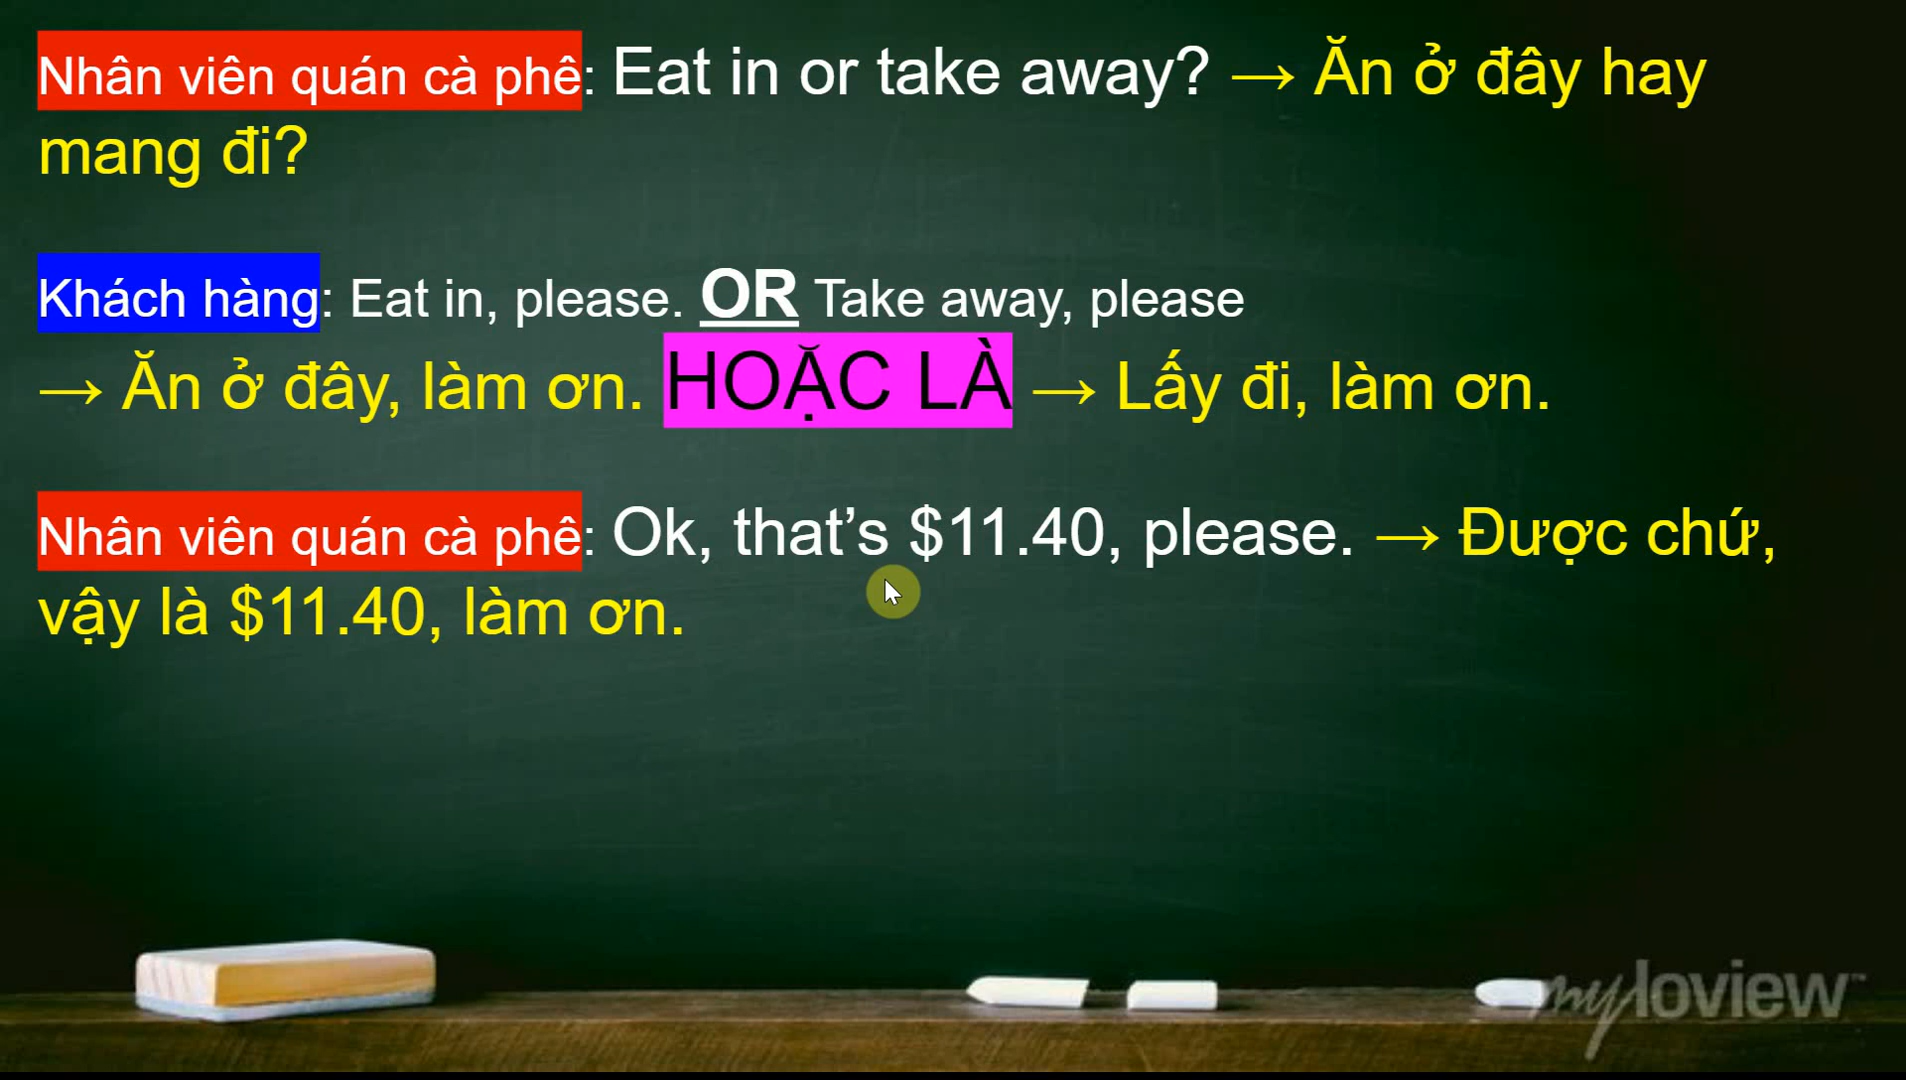 Nhân viên quán cà phê: Eat in or take away? → Ăn ở đây hay
mang đi?
Khách hàng: Eat in, please. OR Take away, please
→ Ăn ở đây, làm ơn. HOẶC LÀ → Lấy đi, làm ơn.
Nhân viên quán cà phê: Ok, that’s $11.40, please. → Được chứ,
vậy là $11.40, làm ơn.
myloview™